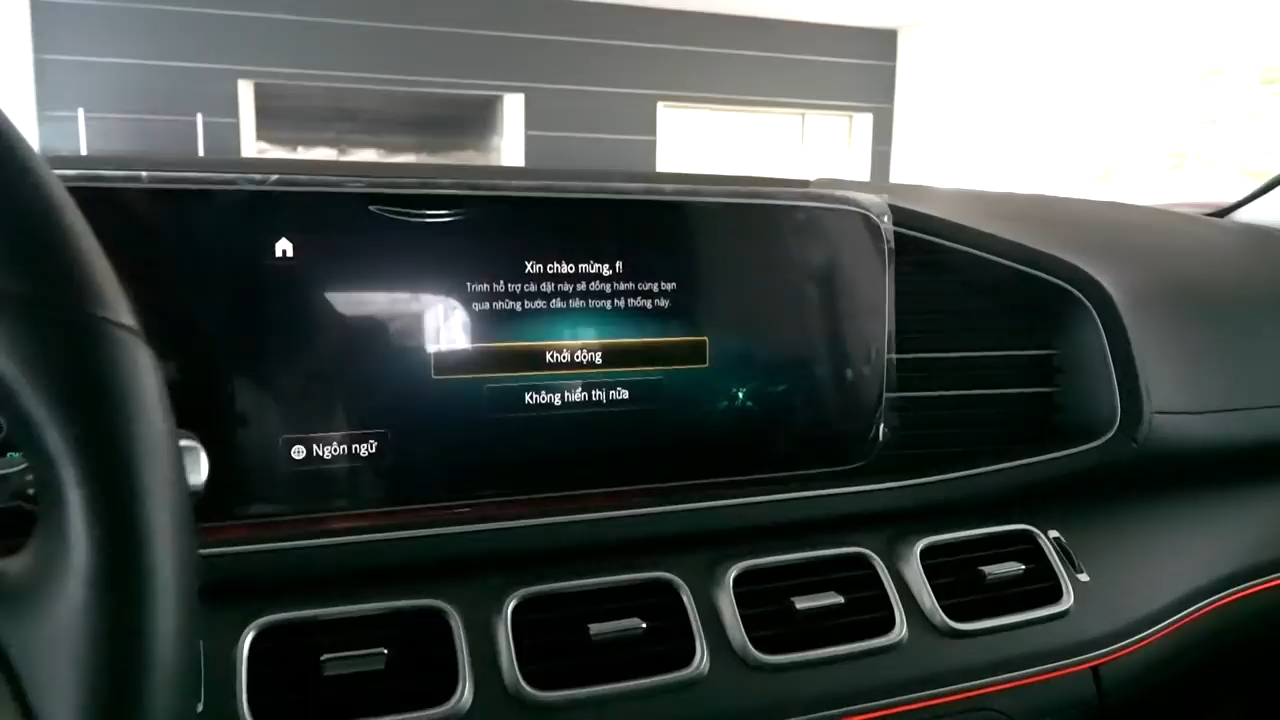 Xin chào mừng, f!
Trình hỗ trợ cài đặt này sẽ đồng hành cùng bạn
qua những bước đầu tiên trong hệ thống này.
Khởi động
Không hiển thị nữa
Ngôn ngữ